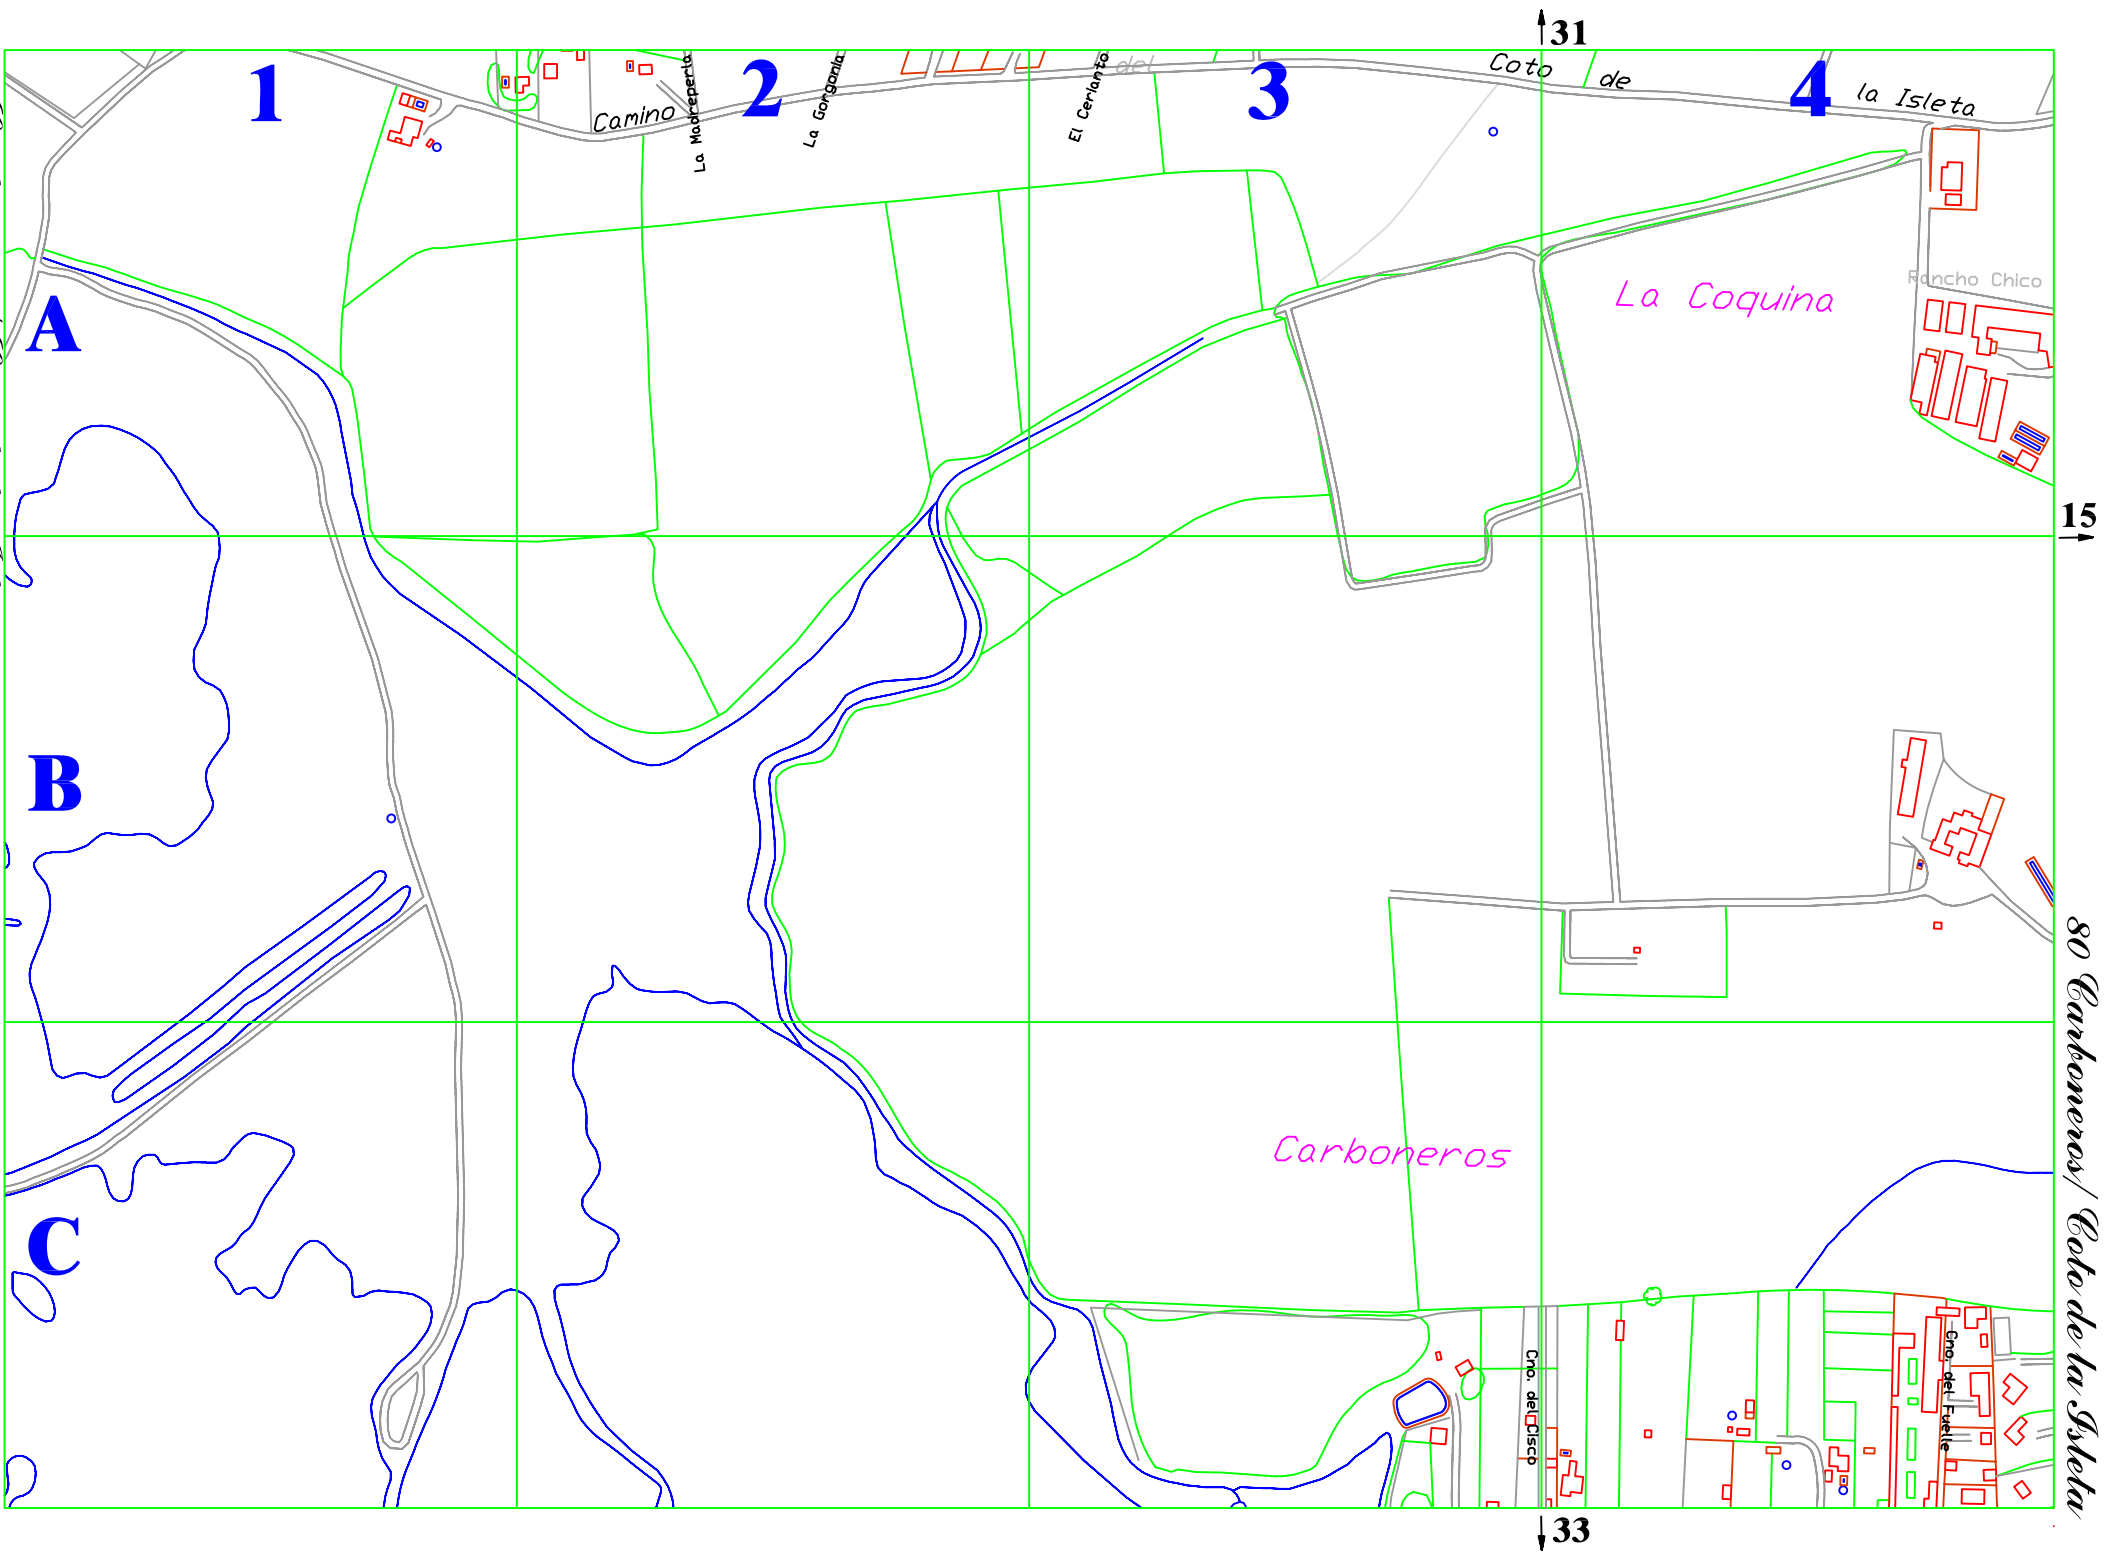 31
1
2
3
4
Camino
del
Coto
de
la Isleta
La Madreperla
La Gorgonia
El Cerianto
Rancho Chico
La Coquina
A
15
B
C
Carboneros
Cno. del Cisco
Cno. del Fuelle
80 Carboneros/ Coto de la Isleta
33